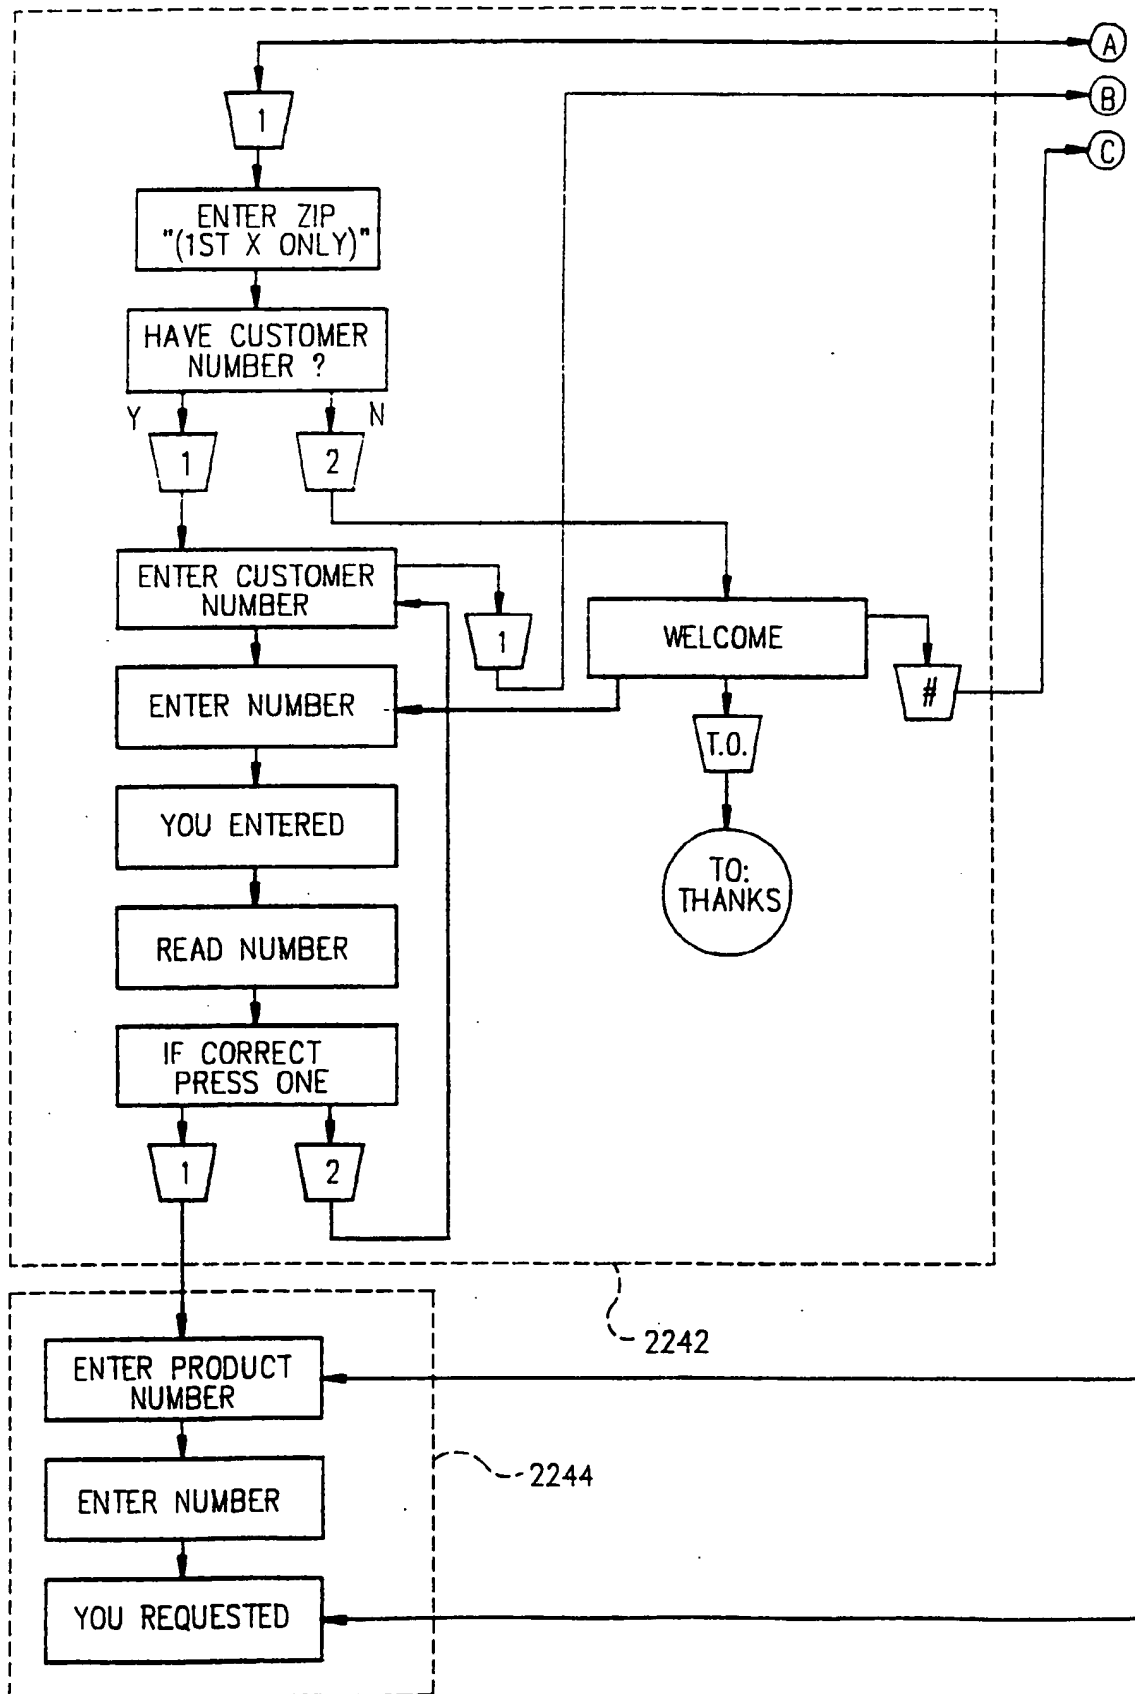 A
B
C
1
ENTER ZIP
"(1ST X ONLY)"
HAVE CUSTOMER
NUMBER ?
Y
N
1
2
ENTER CUSTOMER
NUMBER
1
WELCOME
#
ENTER NUMBER
T.O.
YOU ENTERED
TO:
THANKS
READ NUMBER
IF CORRECT
PRESS ONE
1
2
2242
ENTER PRODUCT
NUMBER
ENTER NUMBER
2244
YOU REQUESTED